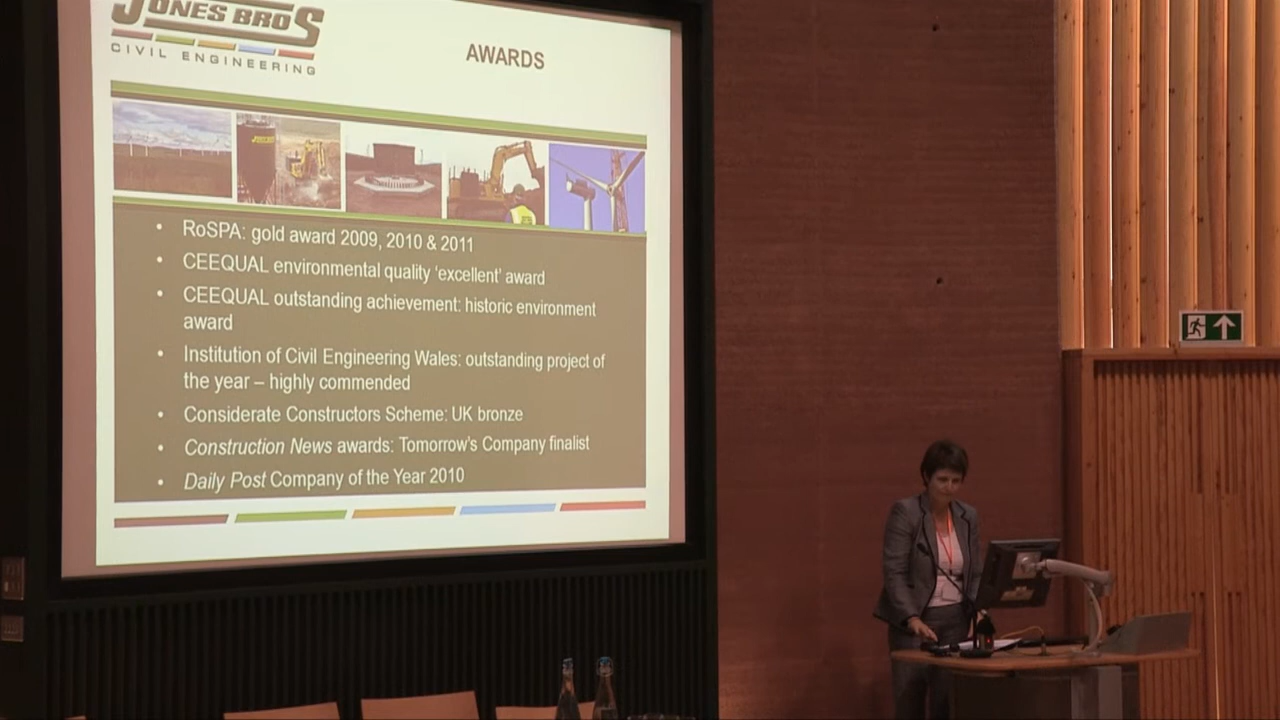 JONES BROS
CIVIL ENGINEERING
AWARDS
• RoSPA: gold award 2009, 2010 & 2011
• CEEQUAL environmental quality 'excellent' award
• CEEQUAL outstanding achievement: historic environment
award
• Institution of Civil Engineering Wales: outstanding project of
the year – highly commended
• Considerate Constructors Scheme: UK bronze
• Construction News awards: Tomorrow's Company finalist
• Daily Post Company of the Year 2010